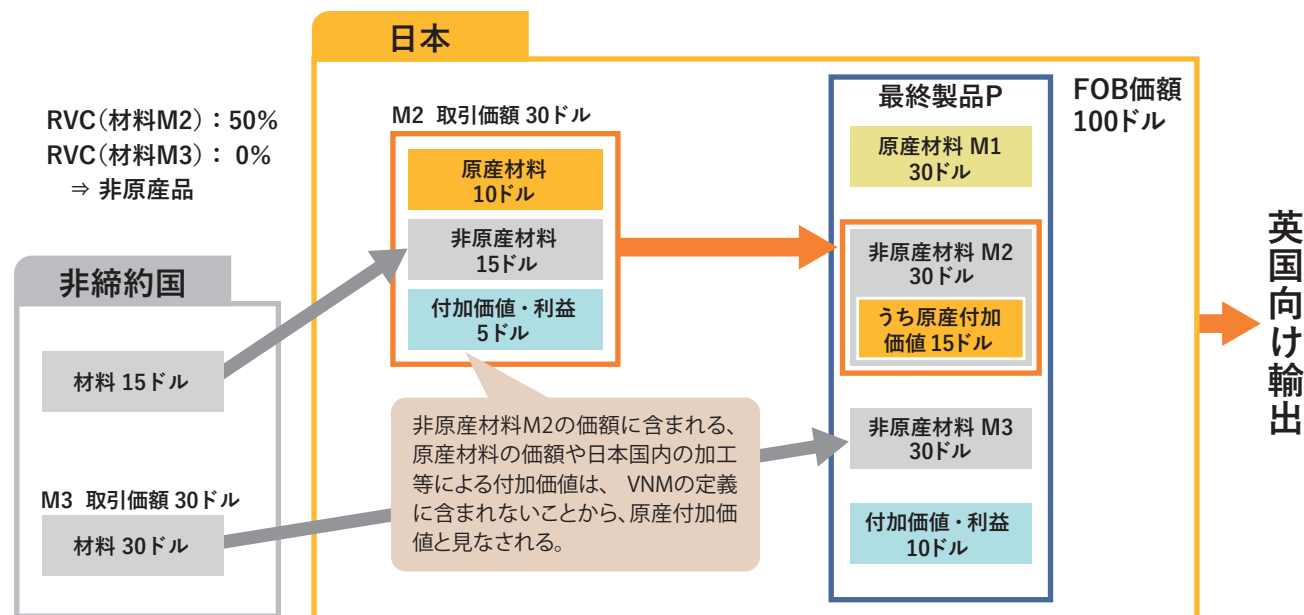 日本
RVC（材料M2）：50%
RVC（材料M3）： 0%
⇒ 非原産品
非締約国
材料 15ドル
M3 取引価額 30ドル
材料 30ドル
M2 取引価額 30ドル
原産材料
10ドル
非原産材料
15ドル
付加価値・利益
5ドル
非原産材料M2の価額に含まれる、
原産材料の価額や日本国内の加工
等による付加価値は、 VNMの定義
に含まれないことから、原産付加価
値と見なされる。
最終製品P
原産材料 M1
30ドル
非原産材料 M2
30ドル
うち原産付加
価値 15ドル
非原産材料 M3
30ドル
付加価値・利益
10ドル
FOB価額
100ドル
英国向け輸出